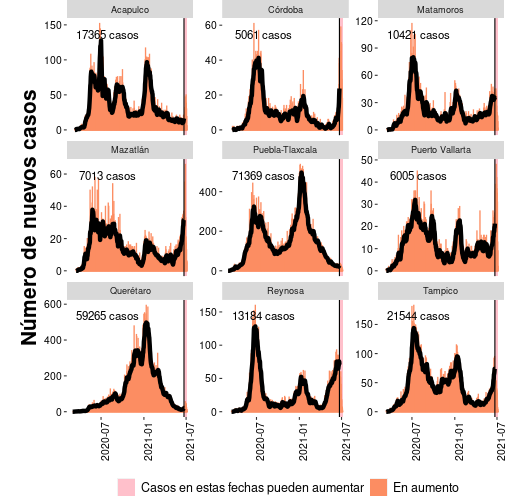 Número de nuevos casos
Acapulco
Córdoba
Matamoros
150
100
50
0
17365 casos
60
40
20
0
5061 casos
120
90
60
30
0
10421 casos
Mazatlán
Puebla-Tlaxcala
Puerto Vallarta
60
40
20
0
7013 casos
400
200
0
71369 casos
50
40
30
20
10
0
6005 casos
Querétaro
Reynosa
Tampico
600
400
200
0
59265 casos
150
100
50
0
13184 casos
150
100
50
0
21544 casos
2020-07
2021-01
2021-07
2020-07
2021-01
2021-07
2020-07
2021-01
2021-07
Casos en estas fechas pueden aumentar
En aumento